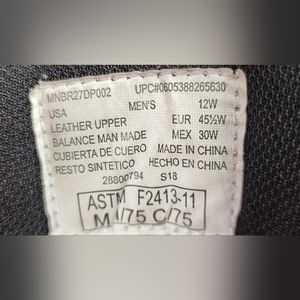 MNBR27DP002 UPC#0605388265630
USA MEN'S 12W
LEATHER UPPER EUR 45½W
BALANCE MAN MADE MEX 30W
CUBIERTA DE CUERO MADE IN CHINA
RESTO SINTETICO HECHO EN CHINA
28800794 S18
ASTM F2413-11
M I/75 C/75